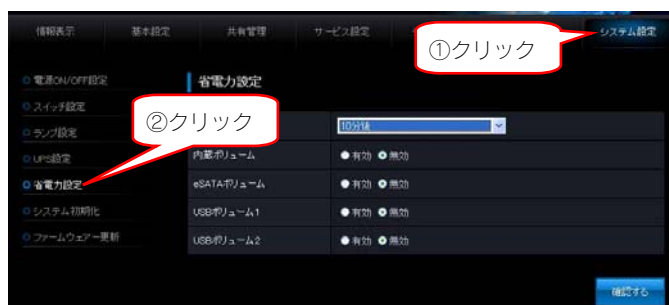 情報表示 基本設定 共有管理 サービス設定 システム設定
①クリック
電源ON/OFF設定
省電力設定
スイッチ設定
②クリック
10分後
ランプ設定
内蔵ボリューム 有効 無効
UPS設定
eSATAボリューム 有効 無効
省電力設定
システム初期化
USBボリューム1 有効 無効
ファームウェアー更新
USBボリューム2 有効 無効
確認する